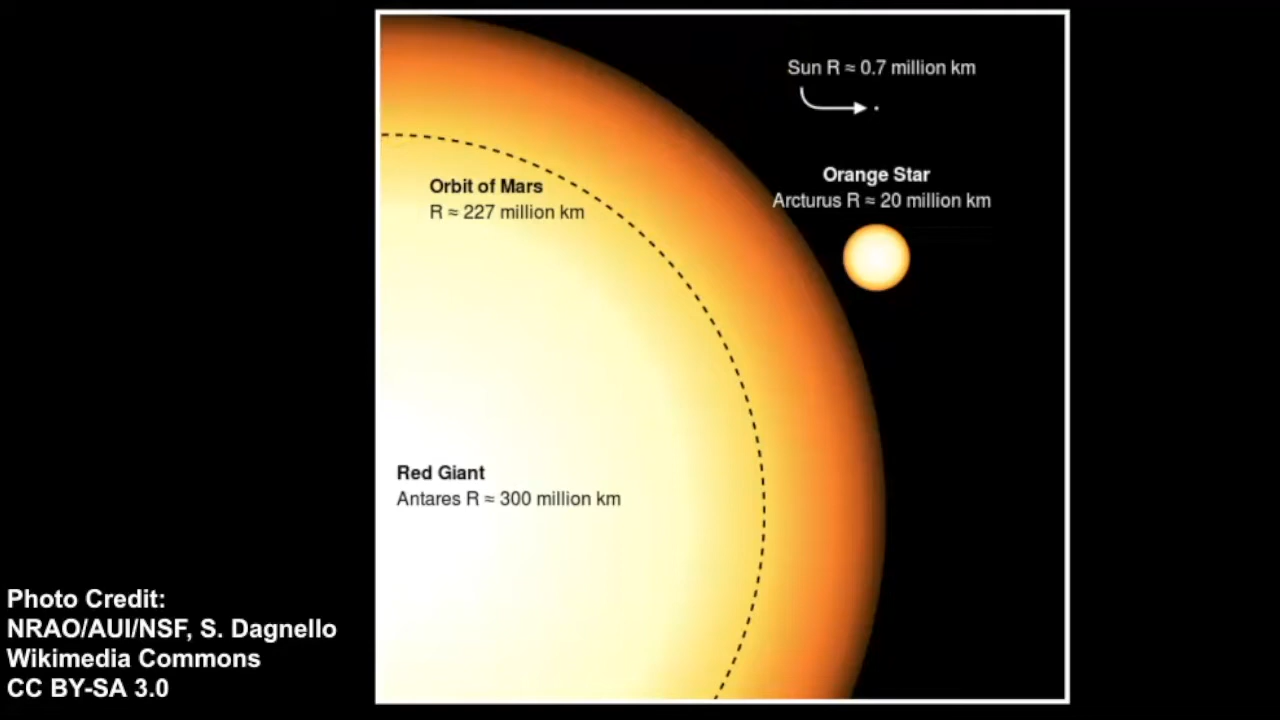 Sun R ≈ 0.7 million km
Orange Star
Arcturus R ≈ 20 million km
Orbit of Mars
R ≈ 227 million km
Red Giant
Antares R ≈ 300 million km
Photo Credit:
NRAO/AUI/NSF, S. Dagnello
Wikimedia Commons
CC BY-SA 3.0